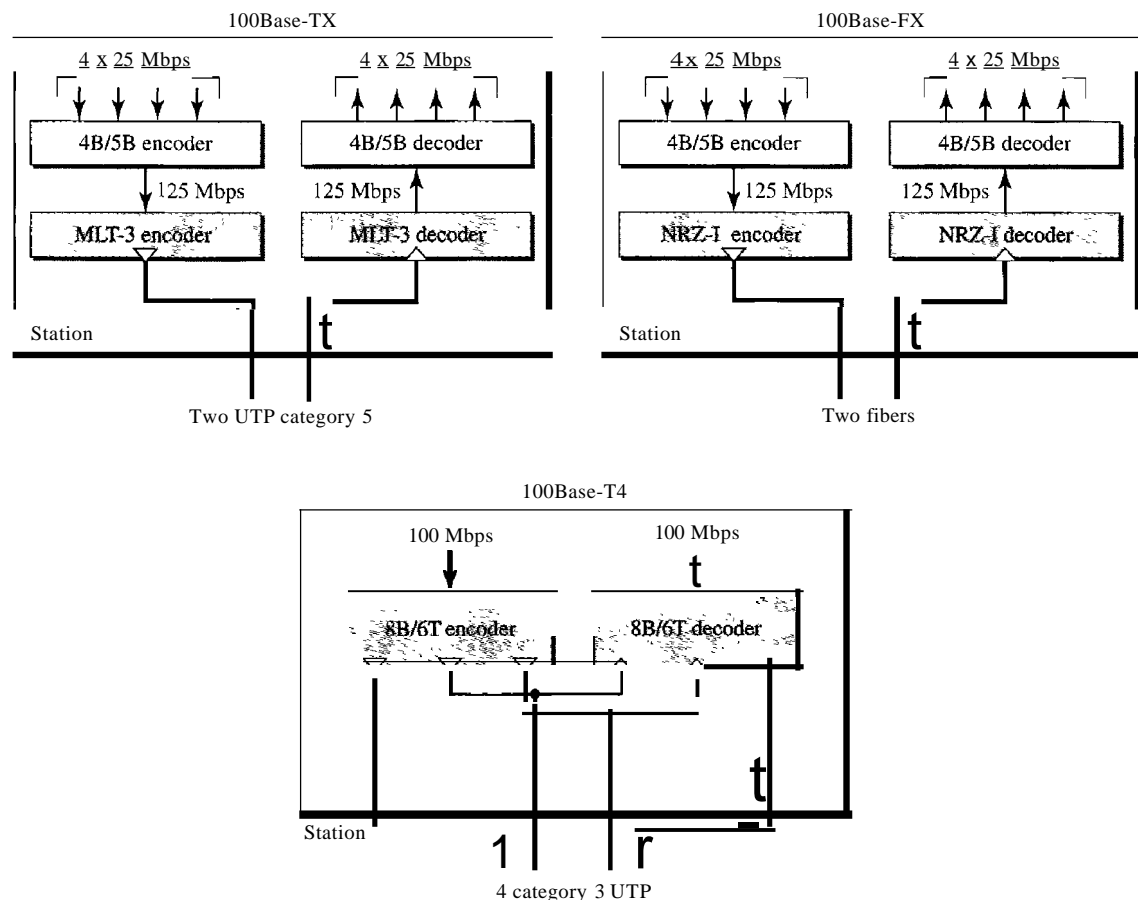 100Base-TX
4 x 25 Mbps
4 x 25 Mbps
4B/5B encoder
4B/5B decoder
125 Mbps
125 Mbps
MLT-3 encoder
MLT-3 decoder
t
Station
Two UTP category 5
100Base-FX
4x 25 Mbps
4 x 25 Mbps
4B/5B encoder
4B/5B decoder
125 Mbps
125 Mbps
NRZ-I encoder
NRZ-I decoder
t
Station
Two fibers
100Base-T4
100 Mbps
100 Mbps
t
8B/6T encoder
8B/6T decoder
t
Station
1
r
4 category 3 UTP